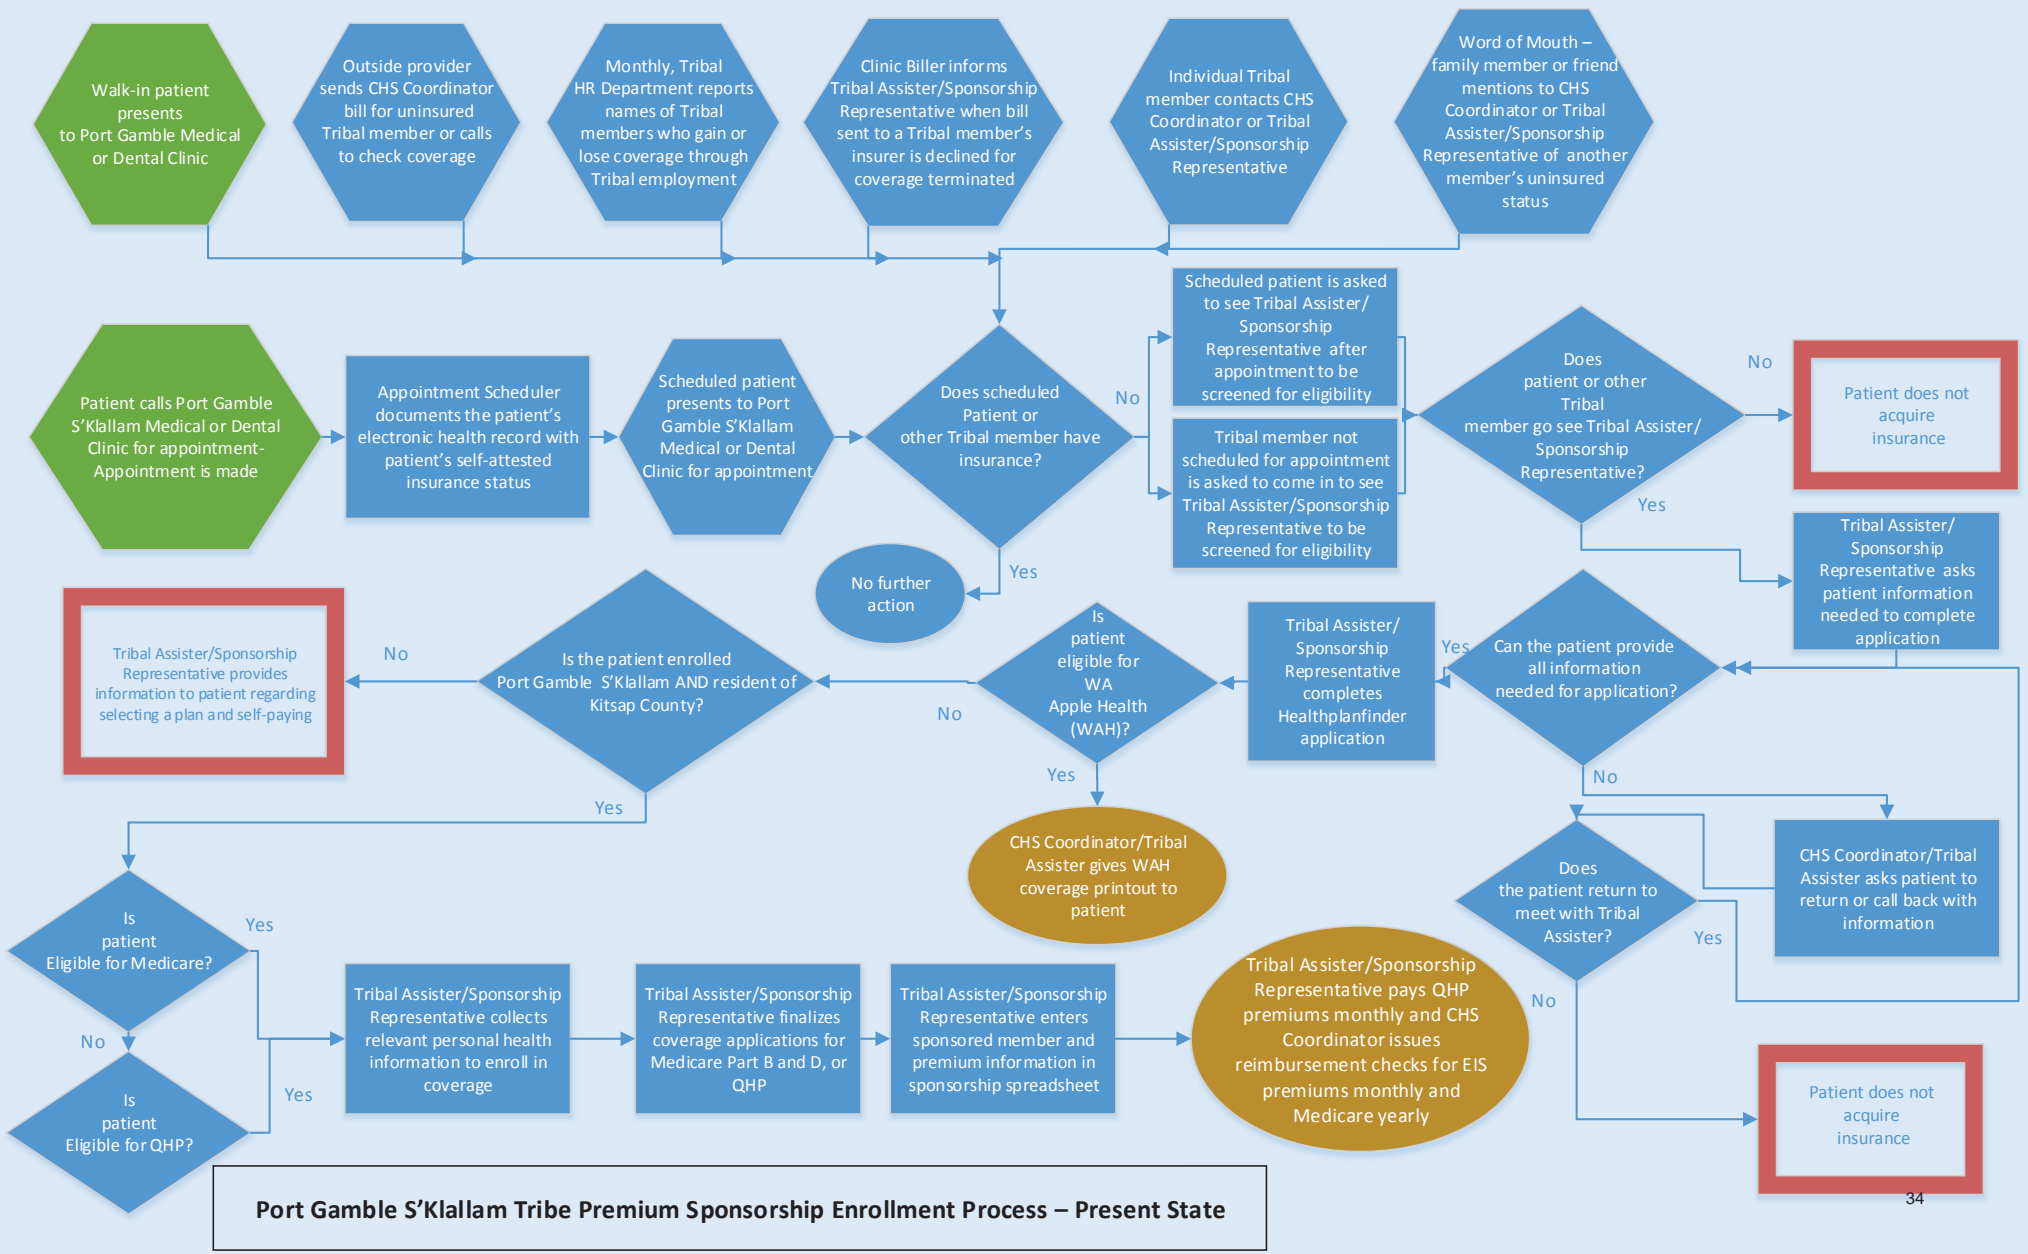 Walk-in patient
presents
to Port Gamble Medical
or Dental Clinic
Outside provider
sends CHS Coordinator
bill for uninsured
Tribal member or calls
to check coverage
Monthly, Tribal
HR Department reports
names of Tribal
members who gain or
lose coverage through
Tribal employment
Clinic Biller informs
Tribal Assister/Sponsorship
Representative when bill
sent to a Tribal member’s
insurer is declined for
coverage terminated
Individual Tribal
member contacts CHS
Coordinator or Tribal
Assister/Sponsorship
Representative
Word of Mouth –
family member or friend
mentions to CHS
Coordinator or Tribal
Assister/Sponsorship
Representative of another
member’s uninsured
status
Patient calls Port Gamble
S’Klallam Medical or Dental
Clinic for appointment-
Appointment is made
Appointment Scheduler
documents the patient’s
electronic health record with
patient’s self-attested
insurance status
Scheduled patient
presents to Port
Gamble S’Klallam
Medical or Dental
Clinic for appointment
Does scheduled
Patient or
other Tribal member have
insurance?
No
Yes
No further
action
Scheduled patient is asked
to see Tribal Assister/
Sponsorship
Representative after
appointment to be
screened for eligibility
Tribal member not
scheduled for appointment
is asked to come in to see
Tribal Assister/Sponsorship
Representative to be
screened for eligibility
Does
patient or other
Tribal
member go see Tribal Assister/
Sponsorship
Representative?
No
Yes
Patient does not
acquire
insurance
Tribal Assister/
Sponsorship
Representative asks
patient information
needed to complete
application
Can the patient provide
all information
needed for application?
Yes
No
Tribal Assister/
Sponsorship
Representative
completes
Healthplanfinder
application
Is
patient
eligible for
WA
Apple Health
(WAH)?
No
Yes
CHS Coordinator/Tribal
Assister gives WAH
coverage printout to
patient
Is the patient enrolled
Port Gamble S’Klallam AND resident of
Kitsap County?
No
Yes
Tribal Assister/Sponsorship
Representative provides
information to patient regarding
selecting a plan and self-paying
CHS Coordinator/Tribal
Assister asks patient to
return or call back with
information
Does
the patient return to
meet with Tribal
Assister?
Yes
No
Patient does not
acquire
insurance
Is
patient
Eligible for Medicare?
Yes
No
Is
patient
Eligible for QHP?
Yes
Tribal Assister/Sponsorship
Representative collects
relevant personal health
information to enroll in
coverage
Tribal Assister/Sponsorship
Representative finalizes
coverage applications for
Medicare Part B and D, or
QHP
Tribal Assister/Sponsorship
Representative enters
sponsored member and
premium information in
sponsorship spreadsheet
Tribal Assister/Sponsorship
Representative pays QHP
premiums monthly and CHS
Coordinator issues
reimbursement checks for EIS
premiums monthly and
Medicare yearly
Port Gamble S’Klallam Tribe Premium Sponsorship Enrollment Process – Present State
34